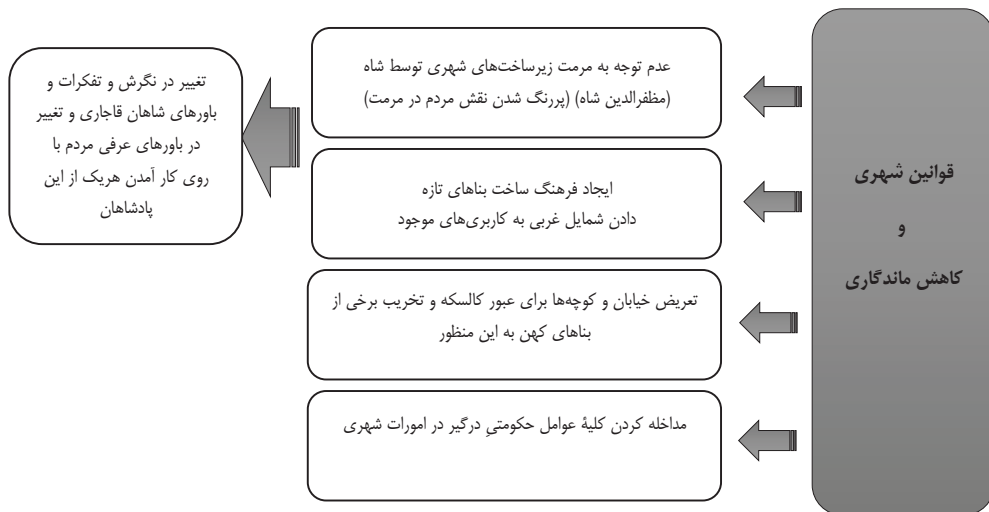 قوانین شهری
و
کاهش ماندگاری
عدم توجه به مرمت زیرساخت‌های شهری توسط شاه
(مظفرالدین شاه) (پررنگ شدن نقش مردم در مرمت)
ایجاد فرهنگ ساخت بناهای تازه
دادن شمایل غربی به کاربری‌های موجود
تعریض خیابان و کوچه‌ها برای عبور کالسکه و تخریب برخی از
بناهای کهن به این منظور
مداخله کردن کلیۀ عوامل حکومتیِ درگیر در امورات شهری
تغییر در نگرش و تفکرات و
باورهای شاهان قاجاری و تغییر
در باورهای عرفی مردم با
روی کار آمدن هریک از این
پادشاهان